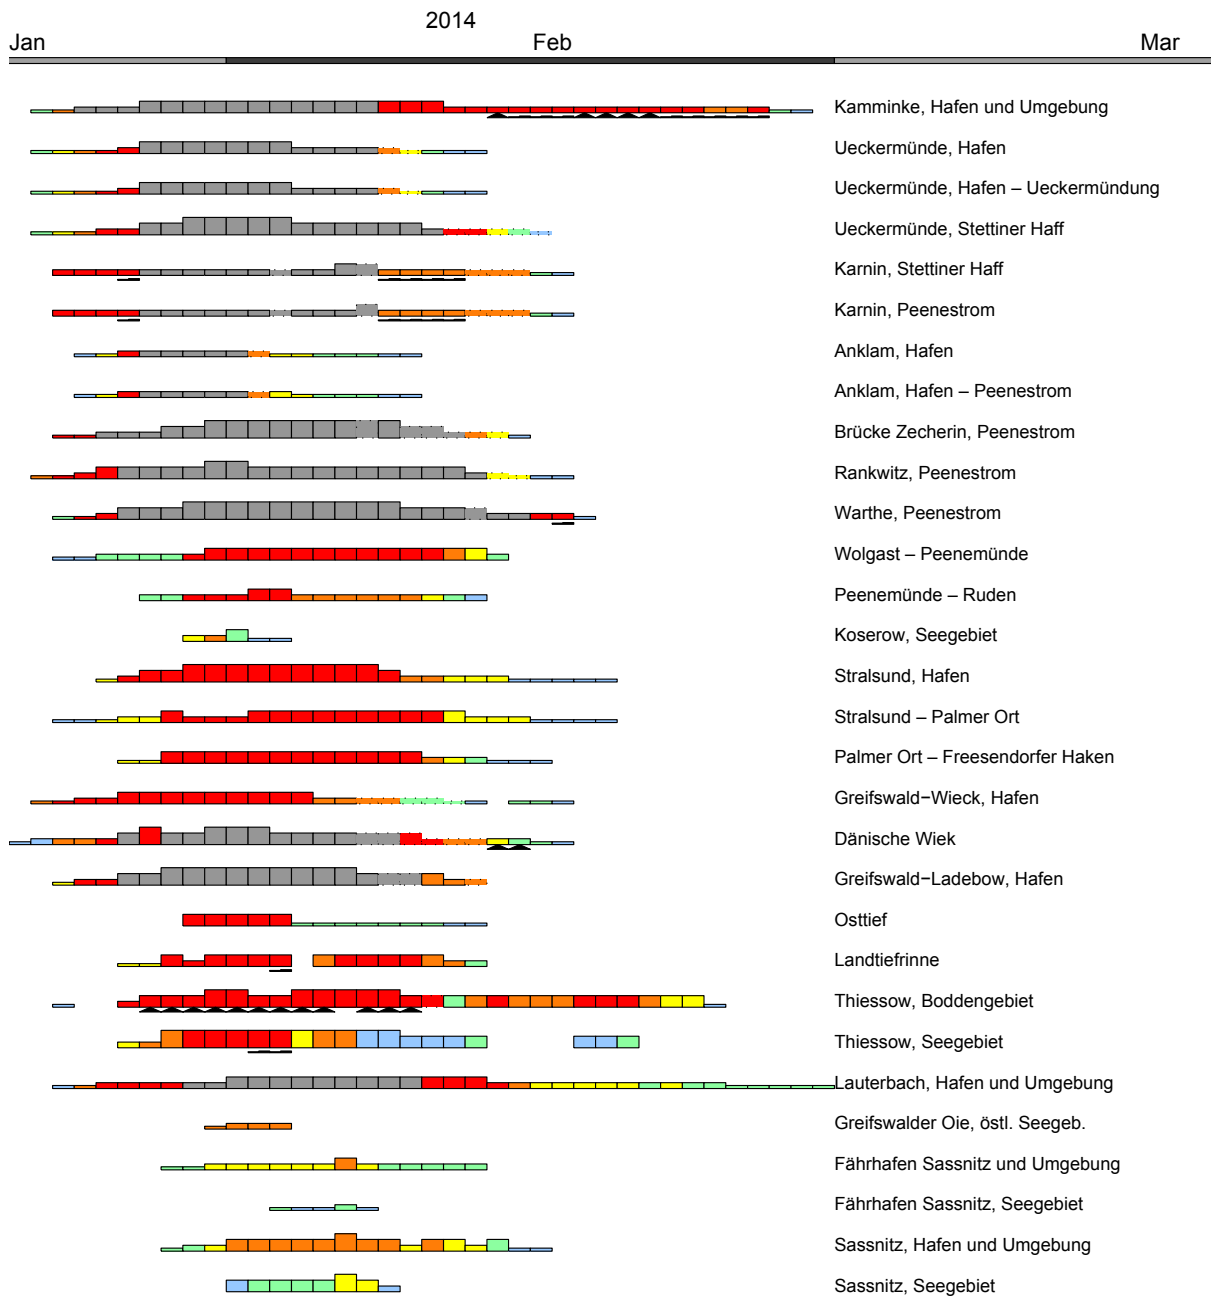 2014
Jan Feb Mar
Kamminke, Hafen und Umgebung
Ueckermünde, Hafen
Ueckermünde, Hafen – Ueckermündung
Ueckermünde, Stettiner Haff
Karnin, Stettiner Haff
Karnin, Peenestrom
Anklam, Hafen
Anklam, Hafen – Peenestrom
Brücke Zecherin, Peenestrom
Rankwitz, Peenestrom
Warthe, Peenestrom
Wolgast – Peenemünde
Peenemünde – Ruden
Koserow, Seegebiet
Stralsund, Hafen
Stralsund – Palmer Ort
Palmer Ort – Freesendorfer Haken
Greifswald−Wieck, Hafen
Dänische Wiek
Greifswald−Ladebow, Hafen
Osttief
Landtiefrinne
Thiessow, Boddengebiet
Thiessow, Seegebiet
Lauterbach, Hafen und Umgebung
Greifswalder Oie, östl. Seegeb.
Fährhafen Sassnitz und Umgebung
Fährhafen Sassnitz, Seegebiet
Sassnitz, Hafen und Umgebung
Sassnitz, Seegebiet